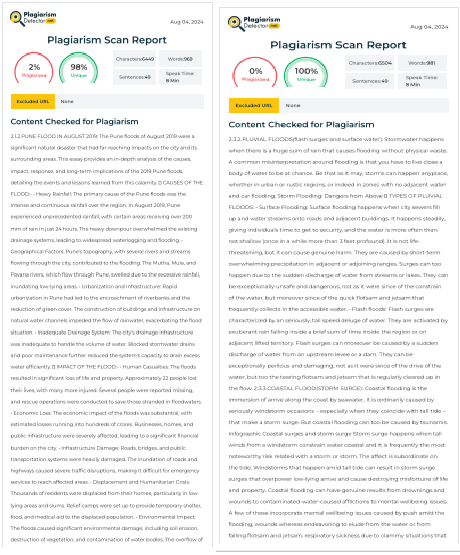 Plagiarism
Detector.net
Aug 04, 2024
Plagiarism Scan Report
2%
Plagiarized
98%
Unique
Characters:6449
Words:969
Sentences:49
Speak Time:
8 Min
Excluded URL
None
Content Checked for Plagiarism
2.1.2.PUNE FLOOD IN AUGUST 2019: The Pune floods of August 2019 were a
significant natural disaster that had far reaching impacts on the city and its
surrounding areas. This essay provides an in-depth analysis of the causes,
impact, response, and long-term implications of the 2019 Pune floods,
detailing the events and lessons learned from this calamity. CAUSES OF THE
FLOOD: - Heavy Rainfall: The primary cause of the Pune floods was the
intense and continuous rainfall over the region. In August 2019, Pune
experienced unprecedented rainfall, with certain areas receiving over 200
mm of rain in just 24 hours. The heavy downpour overwhelmed the existing
drainage systems, leading to widespread waterlogging and flooding. -
Geographical Factors: Pune's topography, with several rivers and streams
flowing through the city, contributed to the flooding. The Mutha, Mula, and
Pavana rivers, which flow through Pune, swelled due to the excessive rainfall,
inundating low-lying areas. - Urbanization and Infrastructure: Rapid
urbanization in Pune had led to the encroachment of riverbanks and the
reduction of green cover. The construction of buildings and infrastructure on
natural water channels impeded the flow of rainwater, exacerbating the flood
situation. - Inadequate Drainage System: The city's drainage infrastructure
was inadequate to handle the volume of water. Blocked stormwater drains
and poor maintenance further reduced the system's capacity to drain excess
water efficiently. IMPACT OF THE FLOOD: - Human Casualties: The floods
resulted in significant loss of life and property. Approximately 22 people lost
their lives, with many more injured. Several people were reported missing,
and rescue operations were conducted to save those stranded in floodwaters.
- Economic Loss: The economic impact of the floods was substantial, with
estimated losses running into hundreds of crores. Businesses, homes, and
public infrastructure were severely affected, leading to a significant financial
burden on the city. - Infrastructure Damage: Roads, bridges, and public
transportation systems were heavily damaged. The inundation of roads and
highways caused severe traffic disruptions, making it difficult for emergency
services to reach affected areas. - Displacement and Humanitarian Crisis:
Thousands of residents were displaced from their homes, particularly in low-
lying areas and slums. Relief camps were set up to provide temporary shelter,
food, and medical aid to the displaced population. - Environmental Impact:
The floods caused significant environmental damage, including soil erosion,
destruction of vegetation, and contamination of water bodies. The overflow of
Plagiarism
Detector.net
Aug 04, 2024
Plagiarism Scan Report
0%
Plagiarized
100%
Unique
Characters:6504
Words:981
Sentences:49
Speak Time:
8 Min
Excluded URL
None
Content Checked for Plagiarism
2.3.2. PLUVIAL FLOODS(flash surges and surface water): Stormwater happens
when there is a huge sum of rain that causes flooding without physical waste.
A common misinterpretation around flooding is that you have to live close a
body off water to be at chance. Be that as it may, storms can happen anyplace,
whether in urban or rustic regions, or indeed in zones with no adjacent water
and-can flooding. Storm Flooding: Dangers from Above TYPES OF PLUVIAL
FLOODS: - Surface Flooding: Surface flooding happens when city sewers fill
up and water streams onto roads and adjacent buildings. It happens steadily,
giving individuals time to get to security, and the water is more often than
not shallow (once in a while more than 3 feet profound). It is not life-
threatening, but it can cause genuine harm. They are caused by short-term
overwhelming precipitation in adjacent or adjoining ranges. Surges can too
happen due to the sudden discharge of water from streams or lakes. They can
be exceptionally unsafe and dangerous, not as it were since of the constrain
of the water, but moreover since of the quick flotsam and jetsam that
frequently collects in the accessible water. - Flash floods: Flash surges are
characterized by an seriously, tall speed deluge of water. They are activated by
exuberant rain falling inside a brief sum of time inside the region or on
adjacent lifted territory. Flash surges can moreover be caused by a sudden
discharge of water from an upstream levee or a dam. They can be
exceptionally perilous and damaging, not as it were since of the drive of the
water, but too the tearing flotsams and jetsam that is regularly cleared up in
the flow 2.3.3.COASTAL FLOOD(STORM SURGE): Coastal flooding is the
immersion of arrive along the coast by seawater. It is ordinarily caused by
seriously windstorm occasions – especially when they coincide with tall tide –
that make a storm surge. But coastal flooding can too be caused by tsunamis.
Infographic Coastal surges and storm surge Storm surge happens when tall
winds from a windstorm constrain water coastal and it is frequently the most
noteworthy risk related with a storm or storm. The affect is subordinate on
the tide. Windstorms that happen amid tall tide can result in storm surge
surges that over power low-lying arrive and cause destroying misfortune of life
and property. Coastal flooding can have genuine results from drownings and
wounds to contaminated water-caused afflictions to mental wellbeing issues.
A few of these incorporate mental wellbeing issues caused by push amid the
flooding, wounds whereas endeavoring to elude from the water or from
falling flotsam and jetsam, respiratory sickness due to clammy situations that